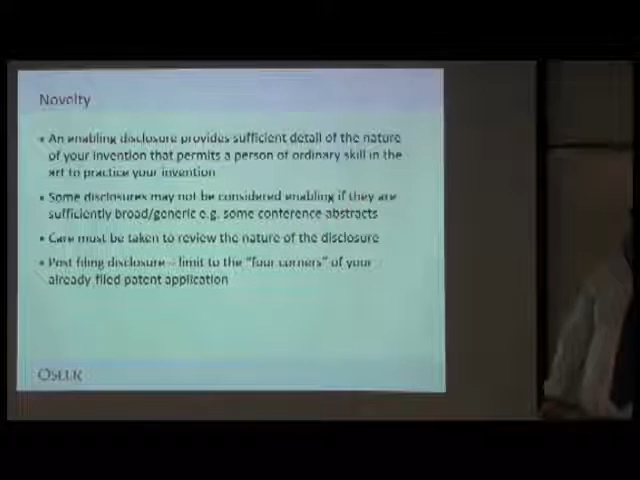 Novelty
• An enabling disclosure provides sufficient detail of the nature
of your invention that permits a person of ordinary skill in the
art to practice your invention
• Some disclosures may not be considered enabling if they are
sufficiently broad/generic e.g. some conference abstracts
• Care must be taken to review the nature of the disclosure
• Post filing disclosure – limit to the "four corners" of your
already filed patent application
OSLER